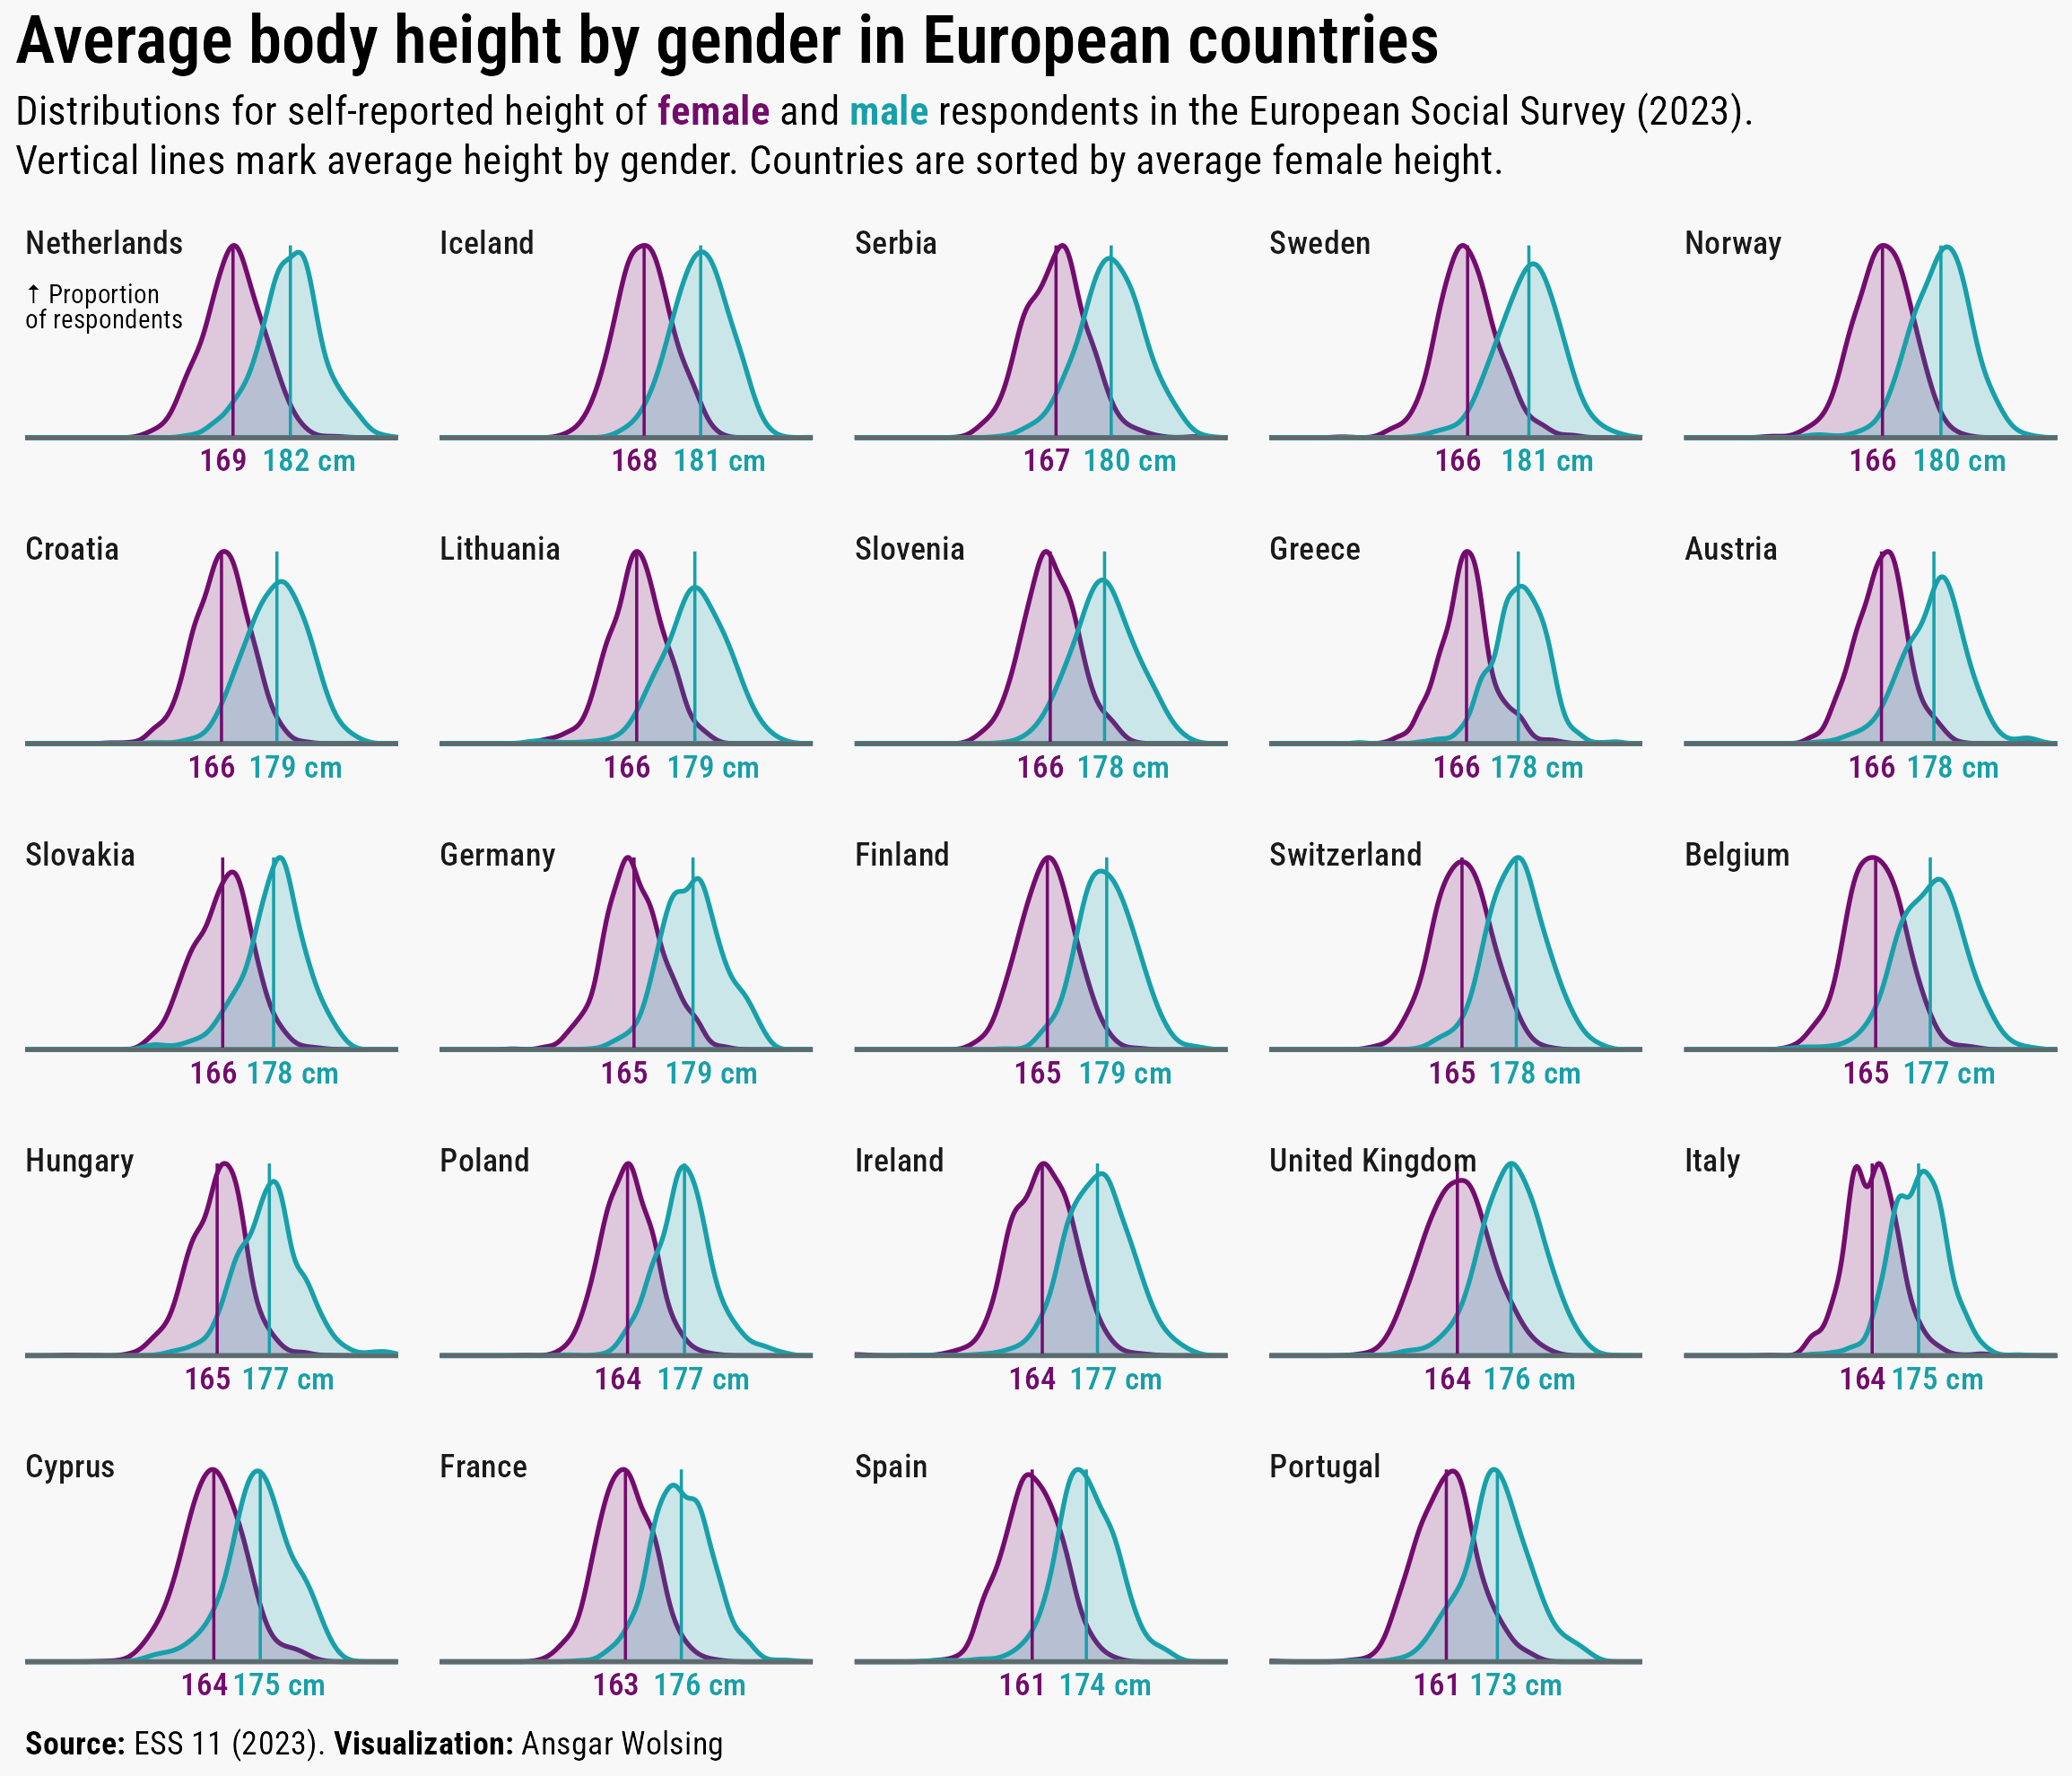 Average body height by gender in European countries
Distributions for self-reported height of female and male respondents in the European Social Survey (2023).
Vertical lines mark average height by gender. Countries are sorted by average female height.
Netherlands
↑ Proportion
of respondents
169 182 cm
Iceland
168 181 cm
Serbia
167 180 cm
Sweden
166 181 cm
Norway
166 180 cm
Croatia
166 179 cm
Lithuania
166 179 cm
Slovenia
166 178 cm
Greece
166 178 cm
Austria
166 178 cm
Slovakia
166 178 cm
Germany
165 179 cm
Finland
165 179 cm
Switzerland
165 178 cm
Belgium
165 177 cm
Hungary
165 177 cm
Poland
164 177 cm
Ireland
164 177 cm
United Kingdom
164 176 cm
Italy
164 175 cm
Cyprus
164 175 cm
France
163 176 cm
Spain
161 174 cm
Portugal
161 173 cm
Source: ESS 11 (2023). Visualization: Ansgar Wolsing